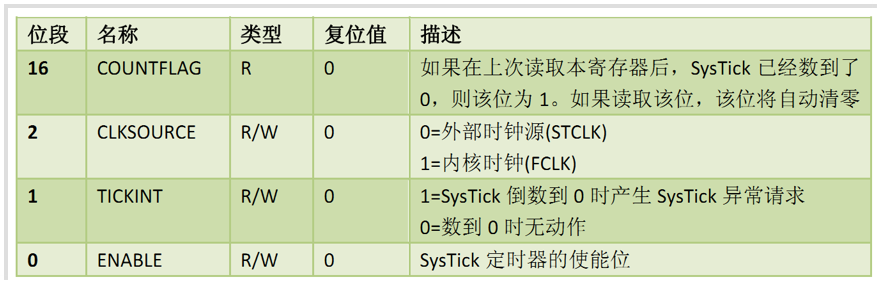 位段 名称 类型 复位值 描述
16 COUNTFLAG R 0 如果在上次读取本寄存器后，SysTick 已经数到了
0，则该位为 1。如果读取该位，该位将自动清零
2 CLKSOURCE R/W 0 0=外部时钟源(STCLK)
1=内核时钟(FCLK)
1 TICKINT R/W 0 1=SysTick 倒数到 0 时产生 SysTick 异常请求
0=数到 0 时无动作
0 ENABLE R/W 0 SysTick 定时器的使能位